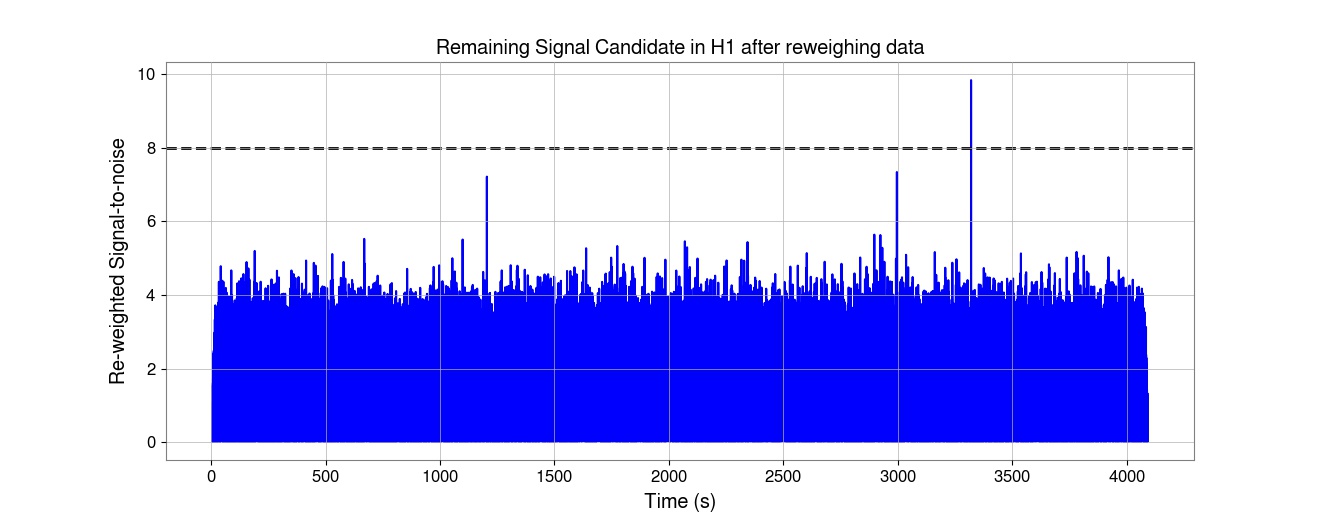 Remaining Signal Candidate in H1 after reweighing data
Re-weighted Signal-to-noise
10
8
6
4
2
0
0 500 1000 1500 2000 2500 3000 3500 4000
Time (s)